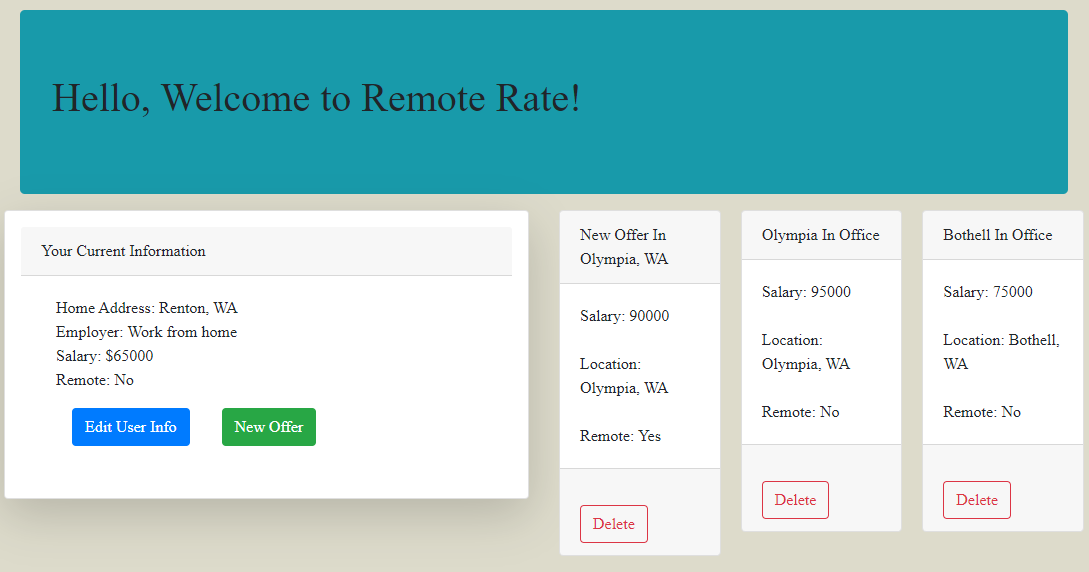 Hello, Welcome to Remote Rate!
Your Current Information
Home Address: Renton, WA
Employer: Work from home
Salary: $65000
Remote: No
Edit User Info
New Offer
New Offer In
Olympia, WA
Salary: 90000
Location:
Olympia, WA
Remote: Yes
Delete
Olympia In Office
Salary: 95000
Location:
Olympia, WA
Remote: No
Delete
Bothell In Office
Salary: 75000
Location: Bothell,
WA
Remote: No
Delete